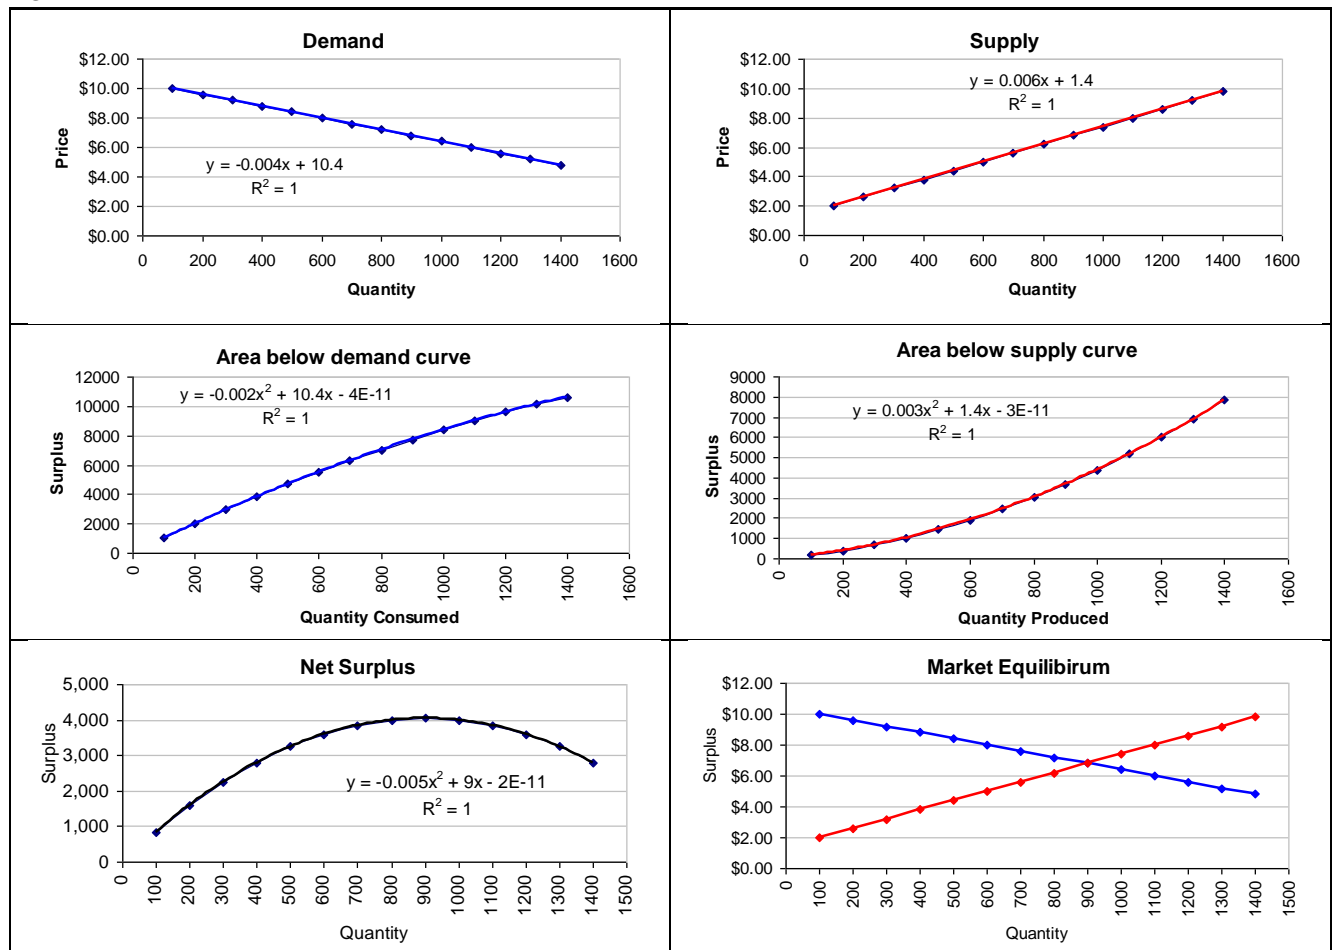 Demand
$12.00
$10.00
$8.00
$6.00
$4.00
$2.00
$0.00
Price
y = -0.004x + 10.4
R² = 1
0 200 400 600 800 1000 1200 1400 1600
Quantity
Supply
$12.00
$10.00
$8.00
$6.00
$4.00
$2.00
$0.00
Price
y = 0.006x + 1.4
R² = 1
0 200 400 600 800 1000 1200 1400 1600
Quantity
Area below demand curve
12000
10000
8000
6000
4000
2000
0
Surplus
y = -0.002x² + 10.4x - 4E-11
R² = 1
0 200 400 600 800 1000 1200 1400 1600
Quantity Consumed
Area below supply curve
9000
8000
7000
6000
5000
4000
3000
2000
1000
0
Surplus
y = 0.003x² + 1.4x - 3E-11
R² = 1
0 200 400 600 800 1000 1200 1400 1600
Quantity Produced
Net Surplus
5,000
4,000
3,000
2,000
1,000
0
Surplus
y = -0.005x² + 9x - 2E-11
R² = 1
0 100 200 300 400 500 600 700 800 900 1000 1100 1200 1300 1400 1500
Quantity
Market Equilibirum
$12.00
$10.00
$8.00
$6.00
$4.00
$2.00
$0.00
Surplus
0 100 200 300 400 500 600 700 800 900 1000 1100 1200 1300 1400 1500
Quantity